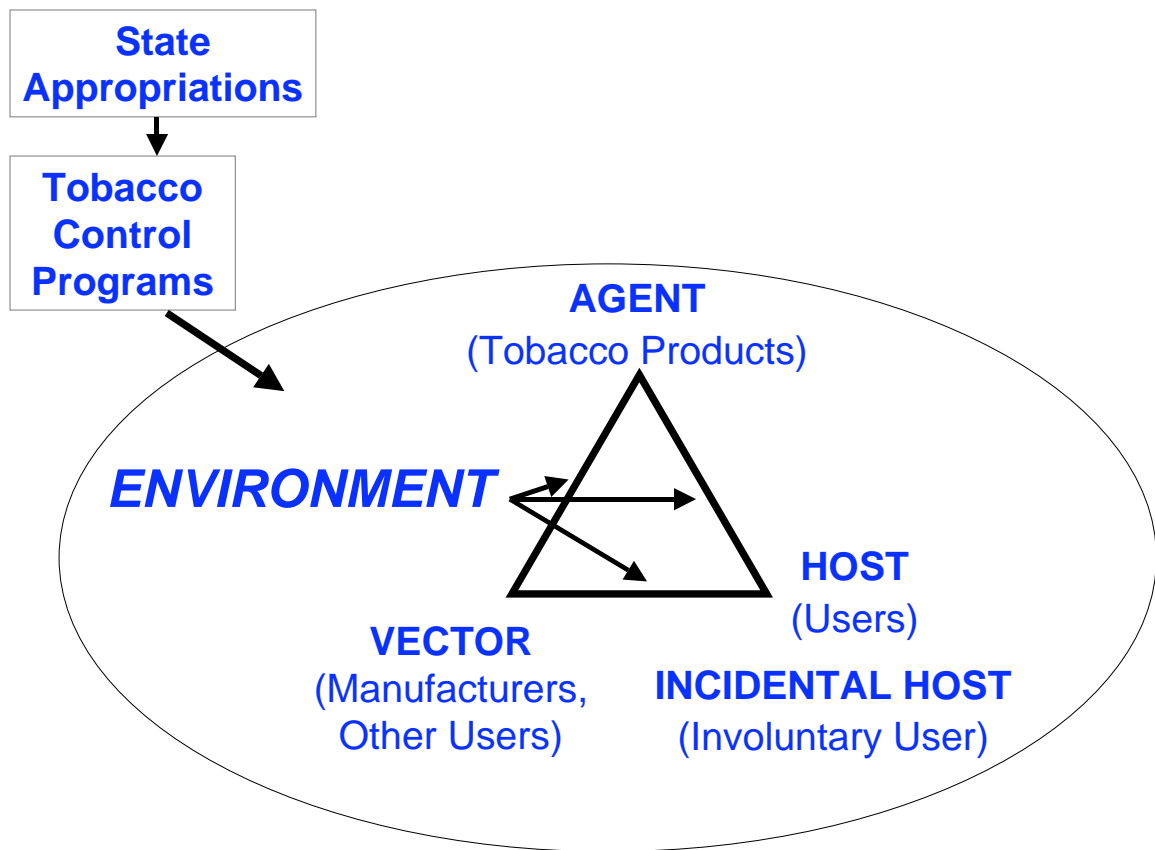 State
Appropriations
Tobacco
Control
Programs
AGENT
(Tobacco Products)
ENVIRONMENT
HOST
(Users)
VECTOR
(Manufacturers,
Other Users)
INCIDENTAL HOST
(Involuntary User)